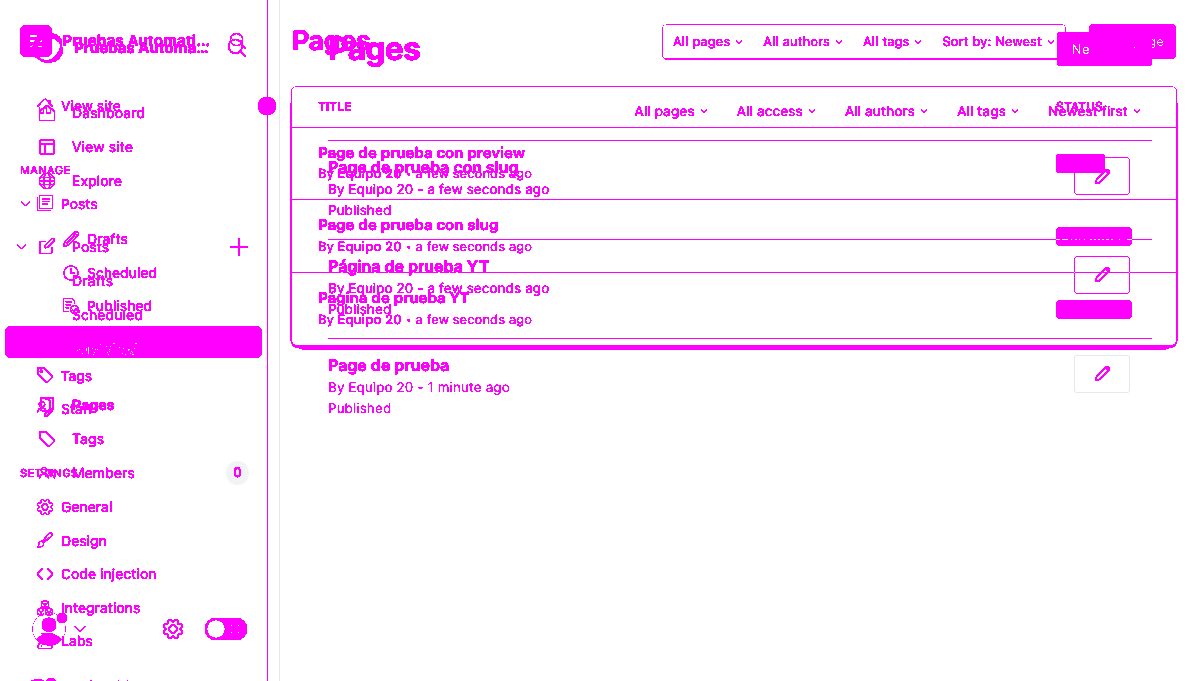 Pruebas Automati...
Pruebas Automa...
View site
Dashboard
View site
MANAGE
Explore
Posts
Drafts
Posts
Scheduled
Drafts
Published
Scheduled
Tags
Pages
Staff
Tags
SETTINGS
Members
0
General
Design
Code injection
Integrations
Labs
Pages
Pages
All pages
All authors
All tags
Sort by: Newest
Ne
ge
TITLE
STATUS
All pages
All access
All authors
All tags
Newest first
Page de prueba con preview
By Equipo 20 • a few seconds ago
Page de prueba con slug
By Equipo 20 - a few seconds ago
Published
Page de prueba con slug
By Equipo 20 • a few seconds ago
Página de prueba YT
By Equipo 20 - a few seconds ago
Published
Página de prueba YT
By Equipo 20 • a few seconds ago
Page de prueba
By Equipo 20 - 1 minute ago
Published